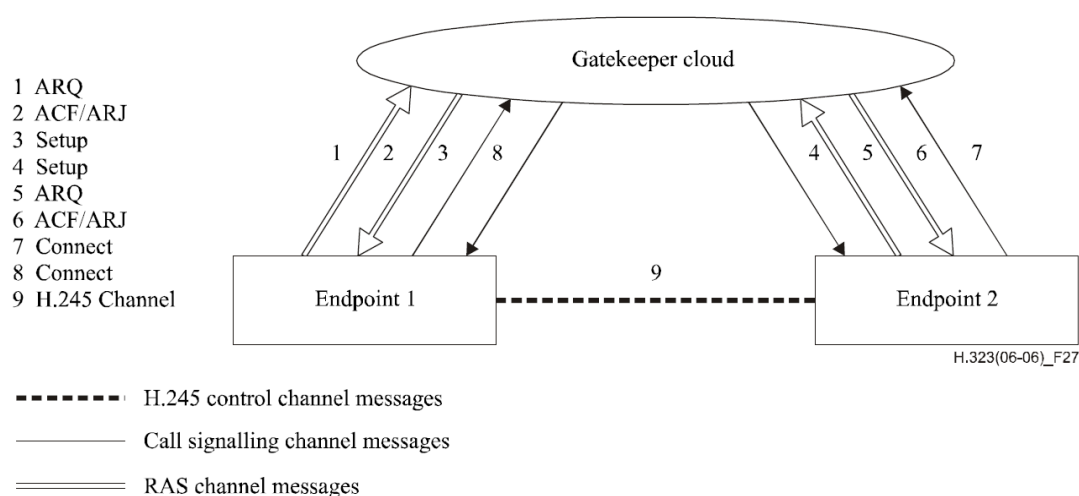 Gatekeeper cloud
1 ARQ
2 ACF/ARJ
3 Setup
4 Setup
5 ARQ
6 ACF/ARJ
7 Connect
8 Connect
9 H.245 Channel
1 2 3 8 4 5 6 7
9
Endpoint 1 Endpoint 2
H.323(06-06)_F27
H.245 control channel messages
Call signalling channel messages
RAS channel messages